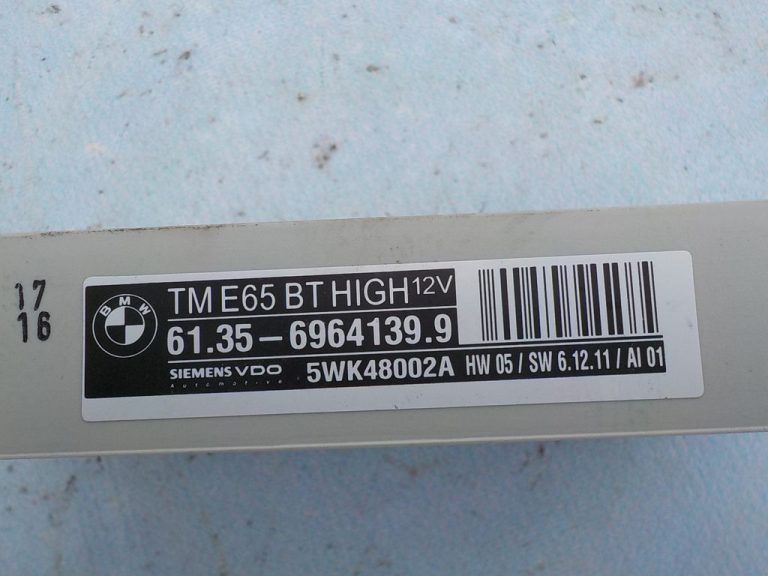 17
16
BMW
TM E65 BT HIGH 12V
61.35 - 6964139.9
SIEMENS VDO
Automotive
5WK48002A HW 05 / SW 6.12.11 / AI 01